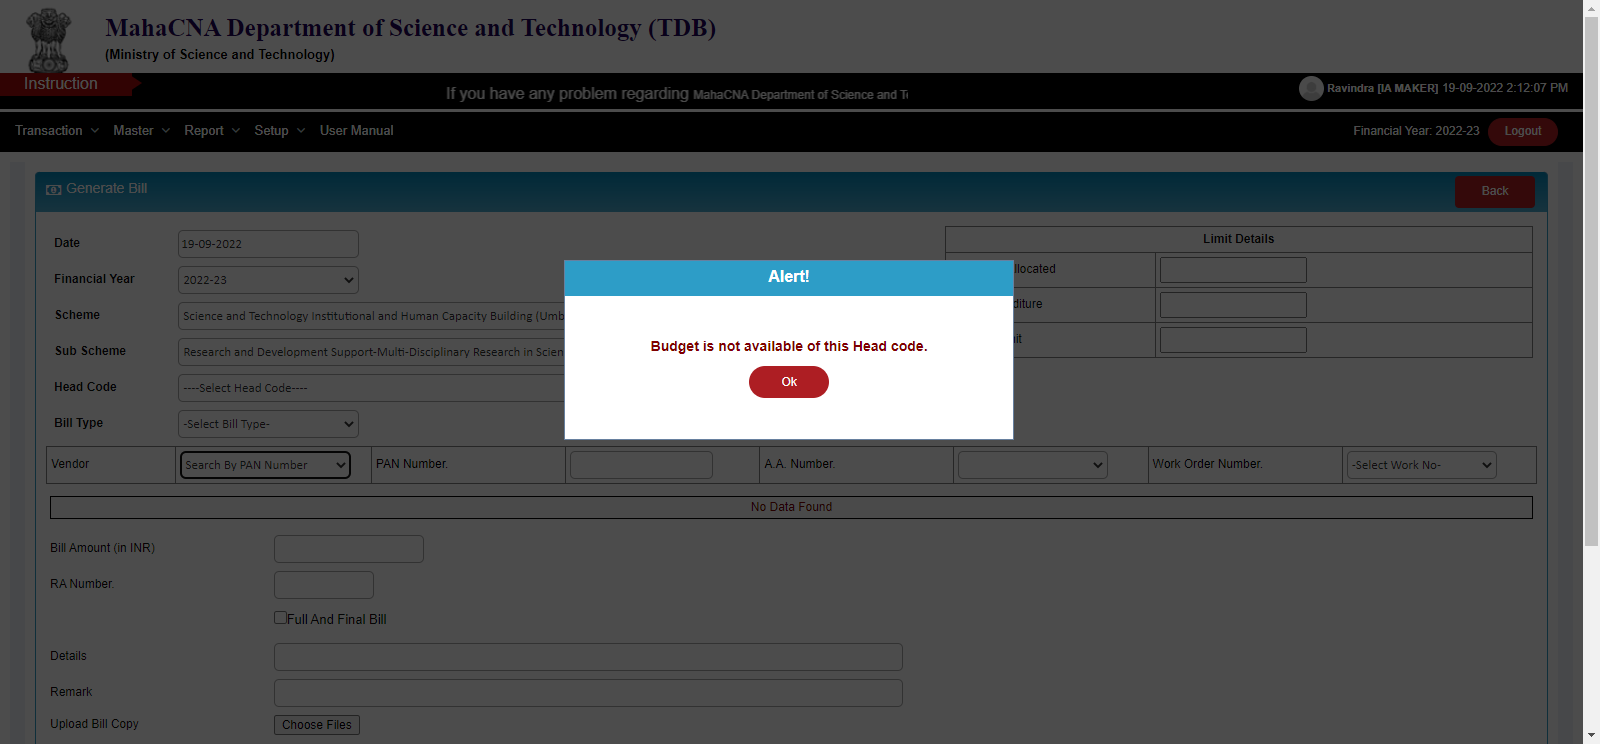 MahaCNA Department of Science and Technology (TDB)
(Ministry of Science and Technology)
Instruction
If you have any problem regarding MahaCNA Department of Science and
Ravindra [IA MAKER] 19-09-2022 2:12:07 PM
Transaction Master Report Setup User Manual
Financial Year: 2022-23 Logout
Generate Bill
Back
Date 19-09-2022
Limit Details
Financial Year 2022-23
Scheme Science and Technology Institutional and Human Capacity Building
Sub Scheme Research and Development Support-Multi-Disciplinary Research in
Head Code ----Select Head Code----
Bill Type -Select Bill Type-
Alert!
Budget is not available of this Head code.
Ok
Vendor Search By PAN Number PAN Number. A.A. Number. Work Order Number. -Select Work No-
No Data Found
Bill Amount (in INR)
RA Number.
Full And Final Bill
Details
Remark
Upload Bill Copy Choose Files